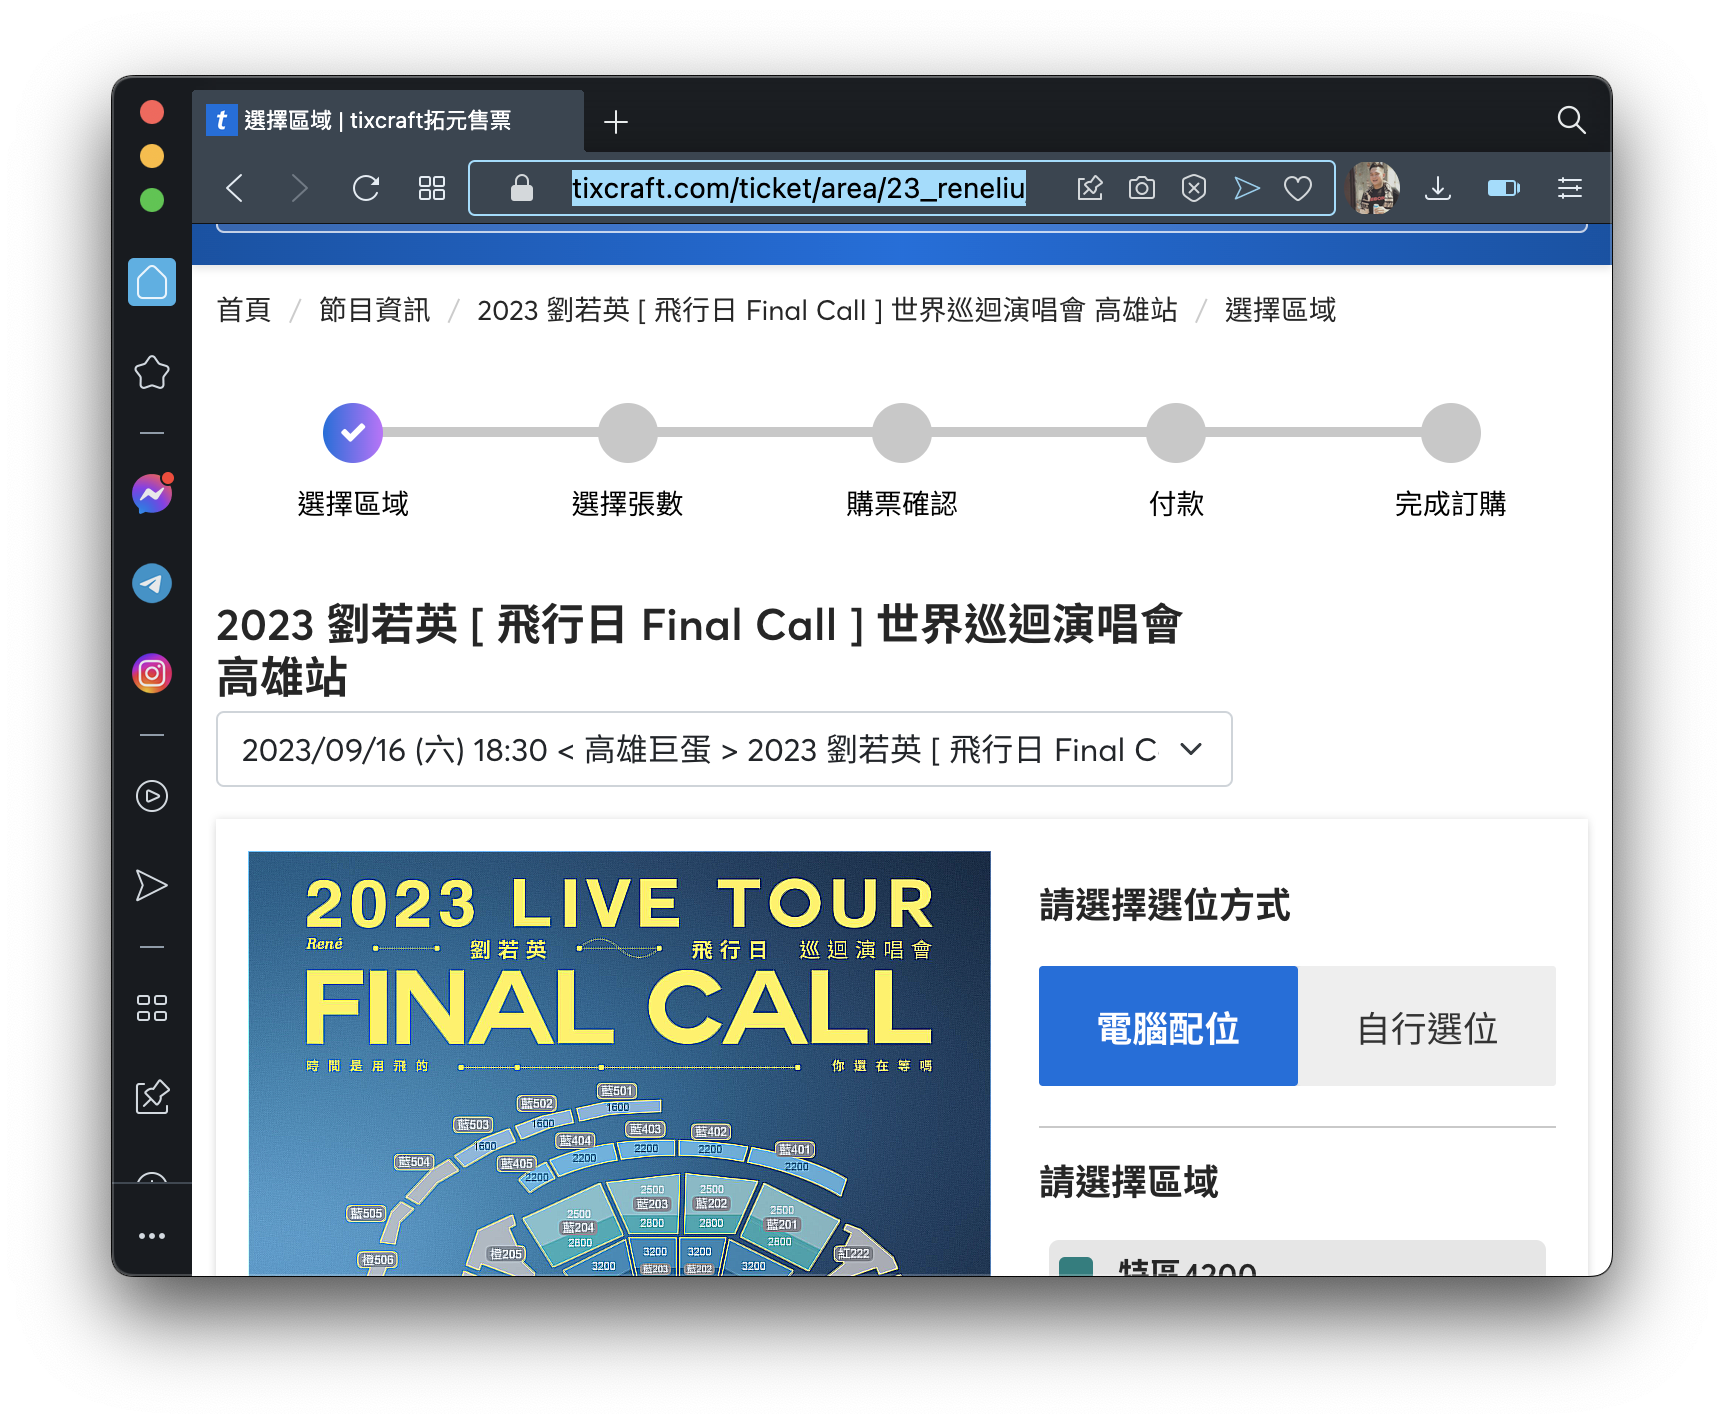 選擇區域 | tixcraft拓元售票
tixcraft.com/ticket/area/23_reneliu
首頁 / 節目資訊 / 2023 劉若英 [ 飛行日 Final Call ] 世界巡迴演唱會 高雄站 / 選擇區域
選擇區域 選擇張數 購票確認 付款 完成訂購
2023 劉若英 [ 飛行日 Final Call ] 世界巡迴演唱會
高雄站
2023/09/16 (六) 18:30 < 高雄巨蛋 > 2023 劉若英 [ 飛行日 Final C
2023 LIVE TOUR
René 劉若英 飛行日 巡迴演唱會
FINAL CALL
時間是用飛的 你還在等嗎
藍501
1600
藍502
1600
藍503
1600
藍504
藍505
橙506
藍401
2200
藍402
2200
藍403
2200
藍404
2200
藍405
2200
2500
藍204
2800
2500
藍203
2800
2500
藍202
2800
2500
藍201
2800
橙205
紅222
3200
3200
藍203
3200
藍202
3200
請選擇選位方式
電腦配位
自行選位
請選擇區域
特區4200